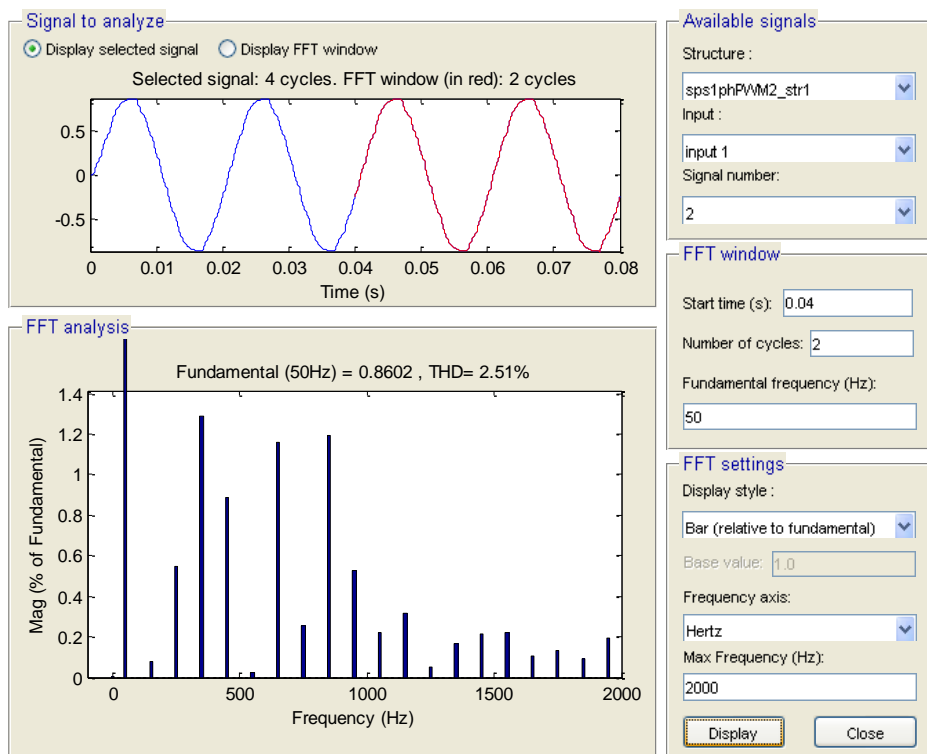 Signal to analyze
Display selected signal Display FFT window
Selected signal: 4 cycles. FFT window (in red): 2 cycles
0.5
0
-0.5
0 0.01 0.02 0.03 0.04 0.05 0.06 0.07 0.08
Time (s)
FFT analysis
Fundamental (50Hz) = 0.8602 , THD= 2.51%
Mag (% of Fundamental)
1.4
1.2
1
0.8
0.6
0.4
0.2
0
0 500 1000 1500 2000
Frequency (Hz)
Available signals
Structure :
sps1phPWM2_str1
Input :
input 1
Signal number:
2
FFT window
Start time (s): 0.04
Number of cycles: 2
Fundamental frequency (Hz):
50
FFT settings
Display style :
Bar (relative to fundamental)
Base value: 1.0
Frequency axis:
Hertz
Max Frequency (Hz):
2000
Display Close